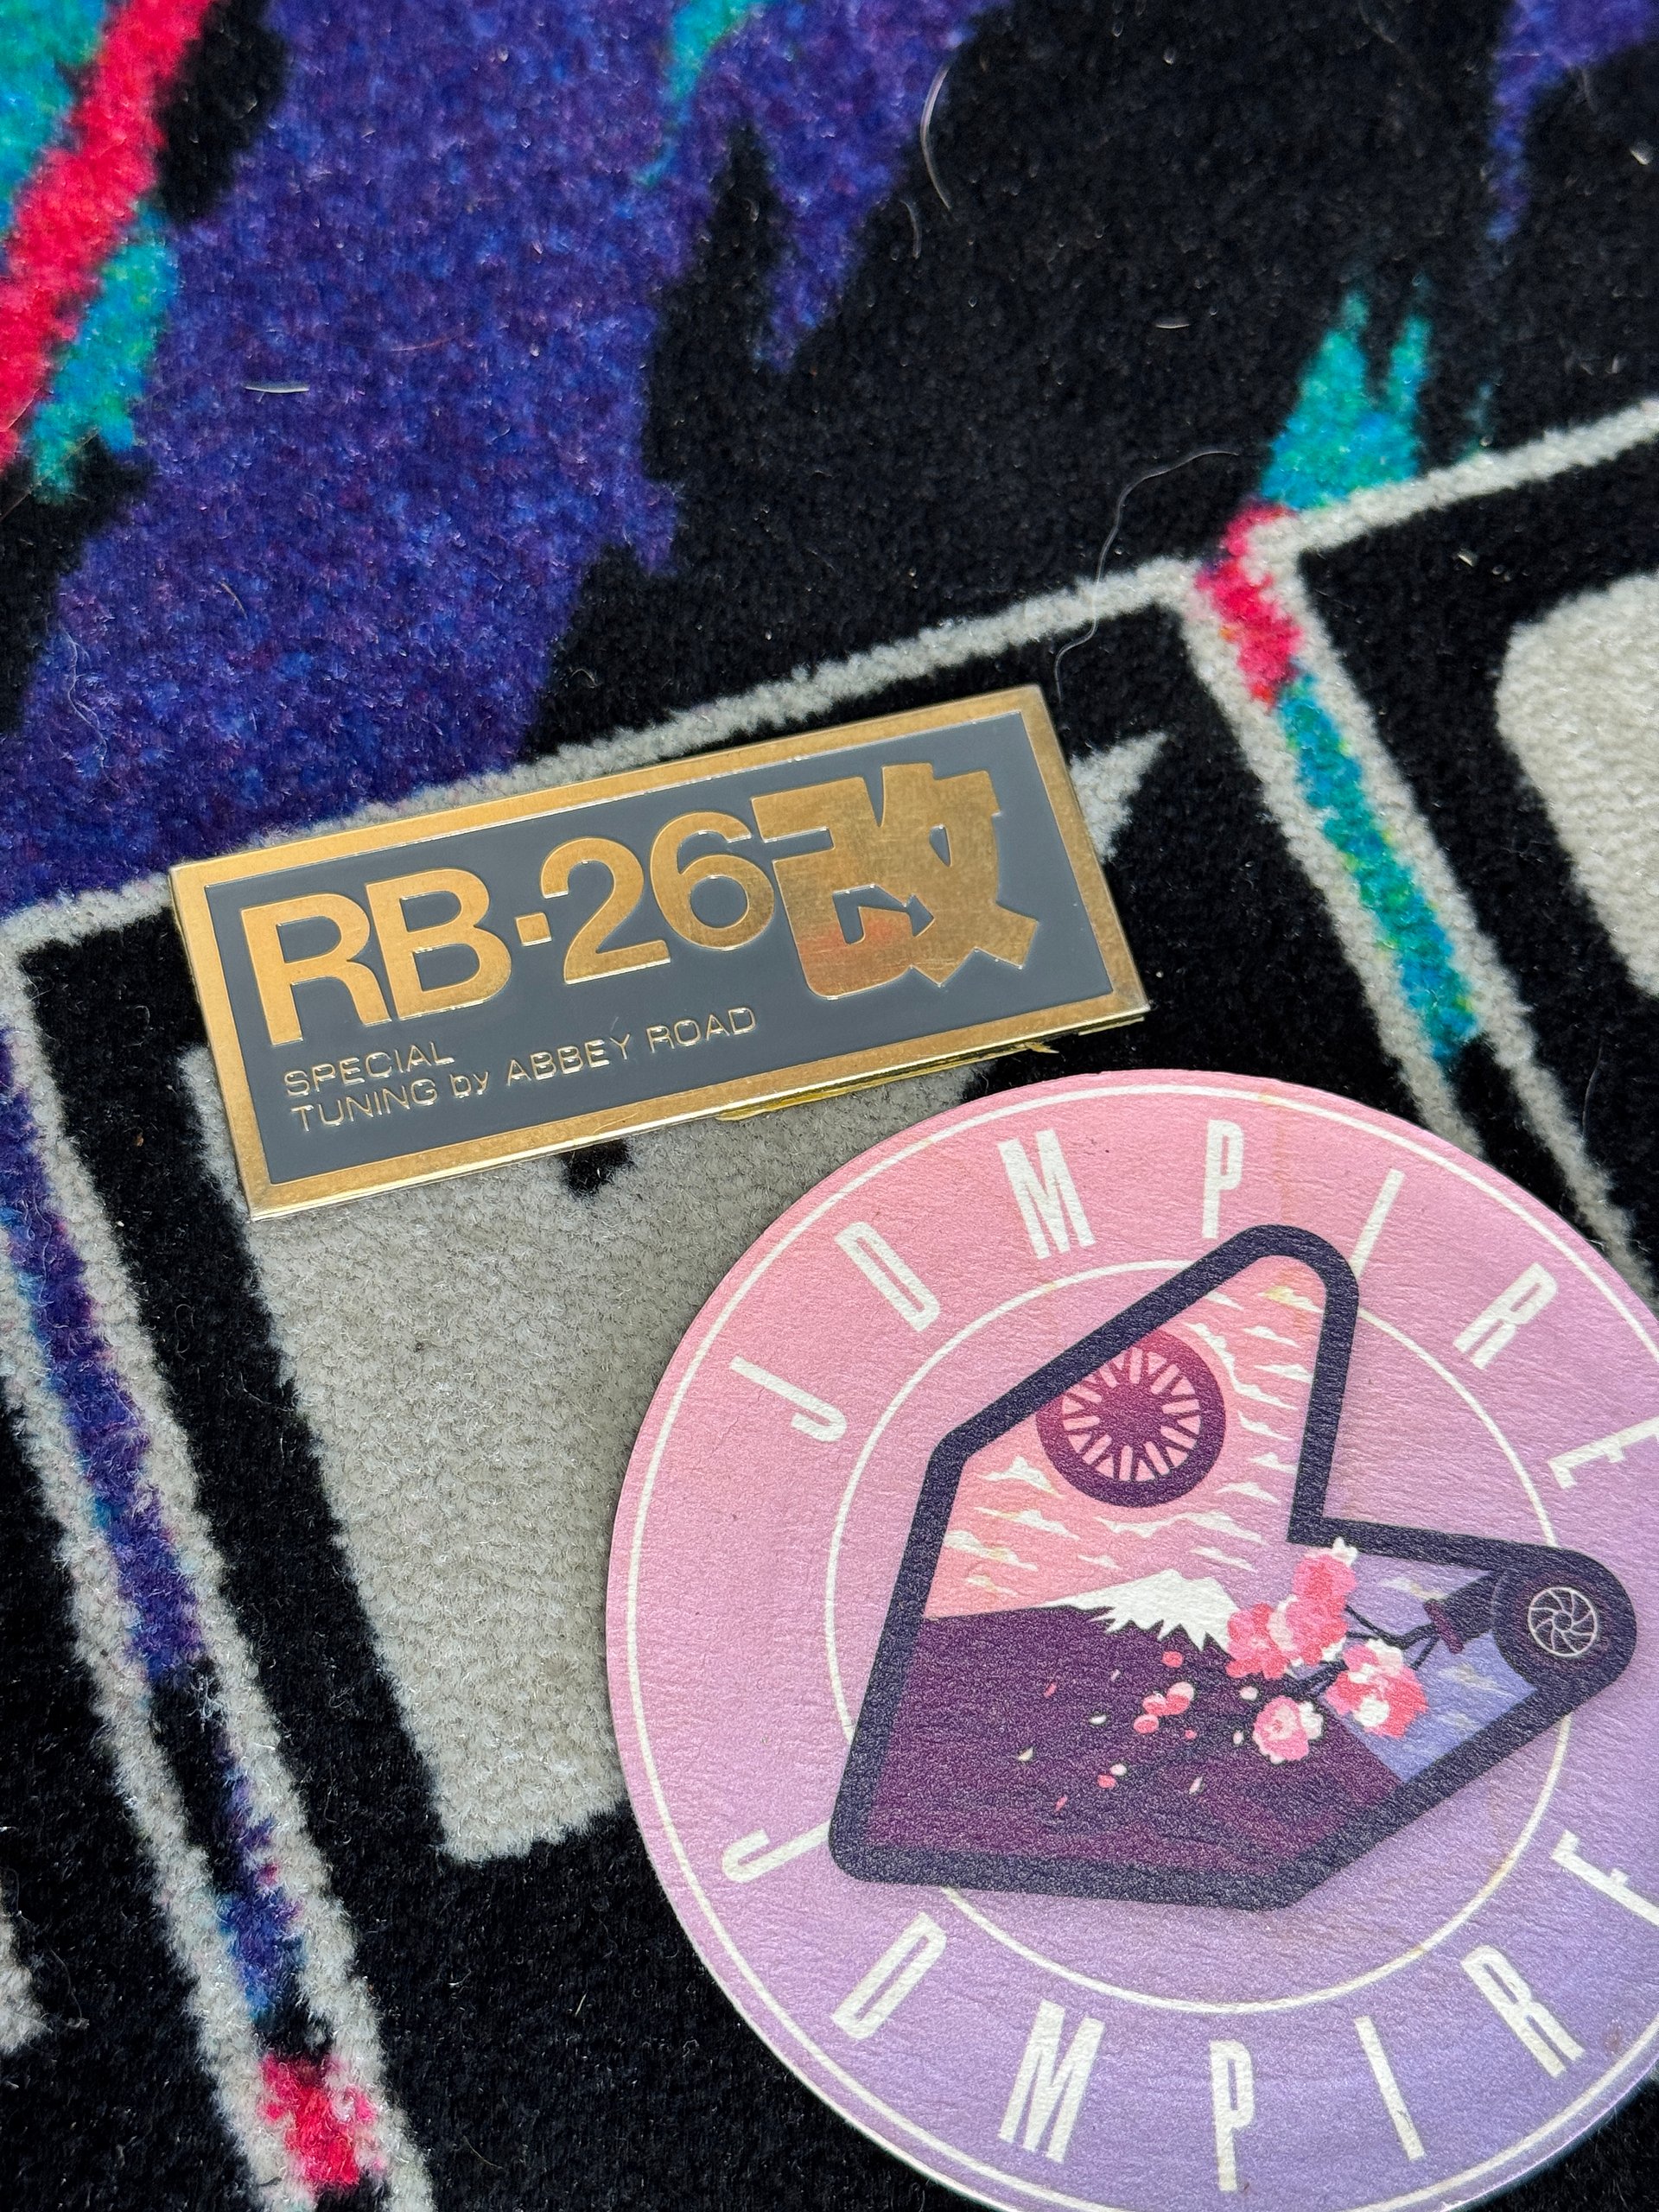 RB·26改
SPECIAL
TUNING by ABBEY ROAD
JDMPIRE
JDMPIRE